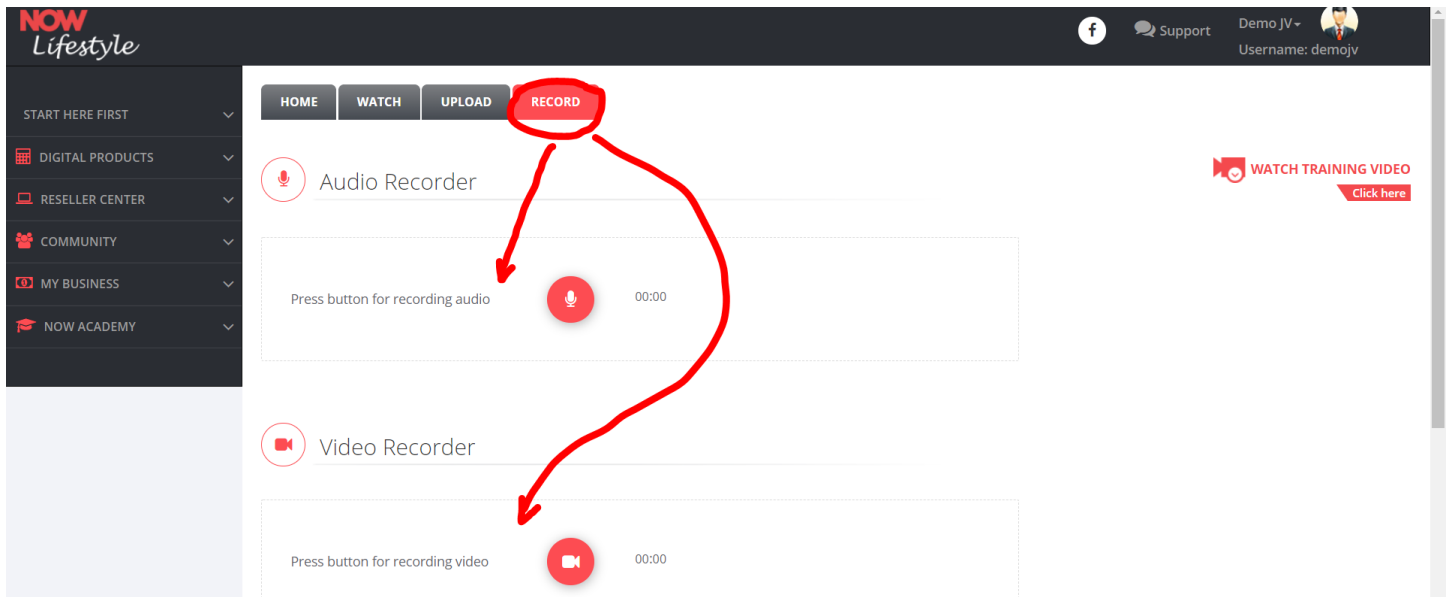 NOW
Lifestyle
f
Support
Demo JV
Username: demojv
START HERE FIRST
DIGITAL PRODUCTS
RESELLER CENTER
COMMUNITY
MY BUSINESS
NOW ACADEMY
HOME WATCH UPLOAD RECORD
Audio Recorder
WATCH TRAINING VIDEO
Click here
Press button for recording audio 00:00
Video Recorder
Press button for recording video 00:00